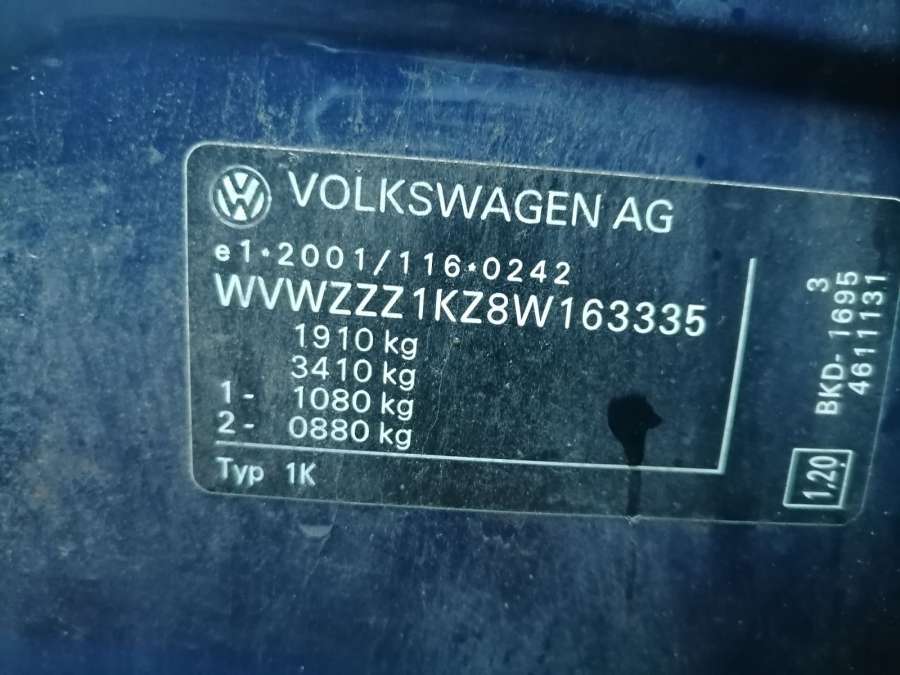 VOLKSWAGEN AG
e1*2001/116*0242
WVWZZZ1KZ8W163335
1910 kg
3410 kg
1- 1080 kg
2- 0880 kg
Typ 1K
3
BKD- 1695
4611131
1,20